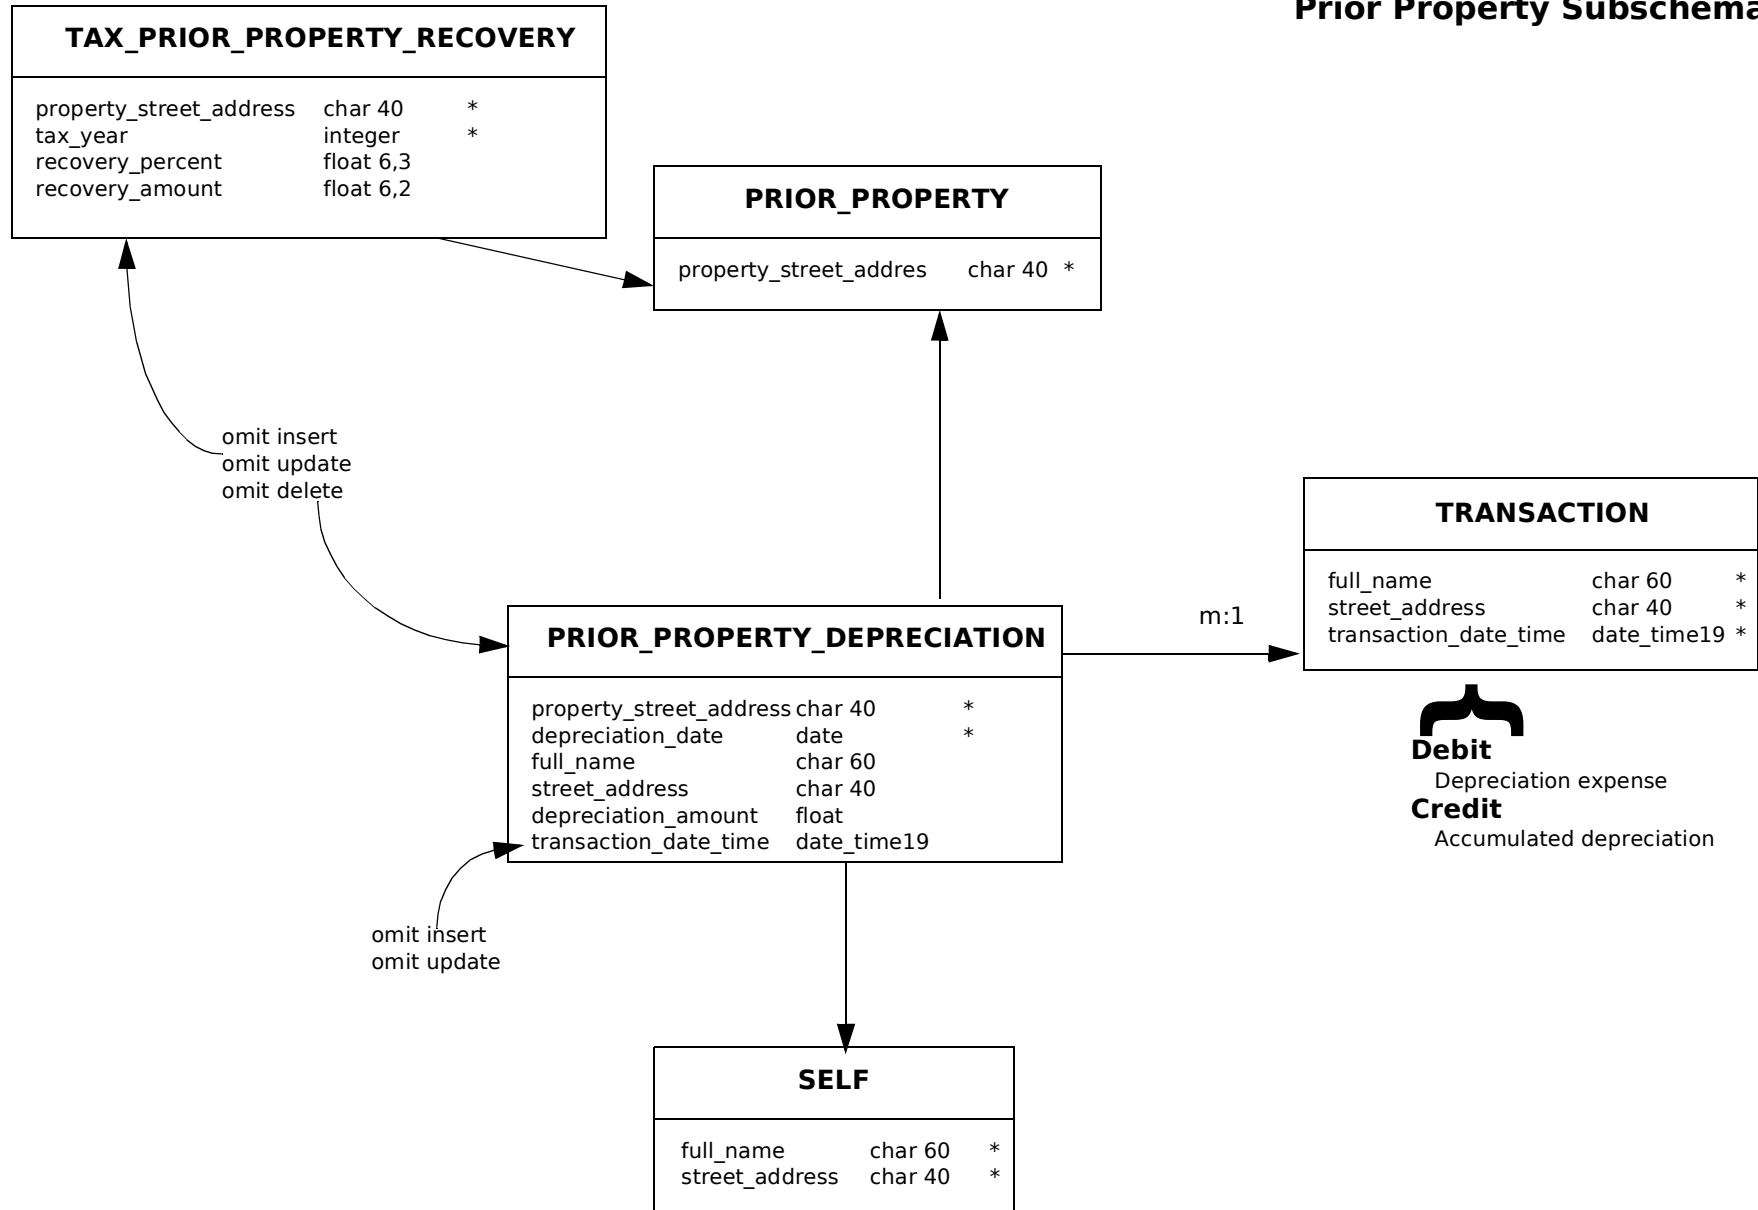 Prior Property Subschema
TAX_PRIOR_PROPERTY_RECOVERY
property_street_address char 40 *
tax_year integer *
recovery_percent float 6,3
recovery_amount float 6,2
PRIOR_PROPERTY
property_street_addres char 40 *
omit insert
omit update
omit delete
TRANSACTION
full_name char 60 *
street_address char 40 *
transaction_date_time date_time19 *
m:1
PRIOR_PROPERTY_DEPRECIATION
property_street_address char 40 *
depreciation_date date *
full_name char 60
street_address char 40
depreciation_amount float
transaction_date_time date_time19
Debit
Depreciation expense
Credit
Accumulated depreciation
omit insert
omit update
SELF
full_name char 60 *
street_address char 40 *